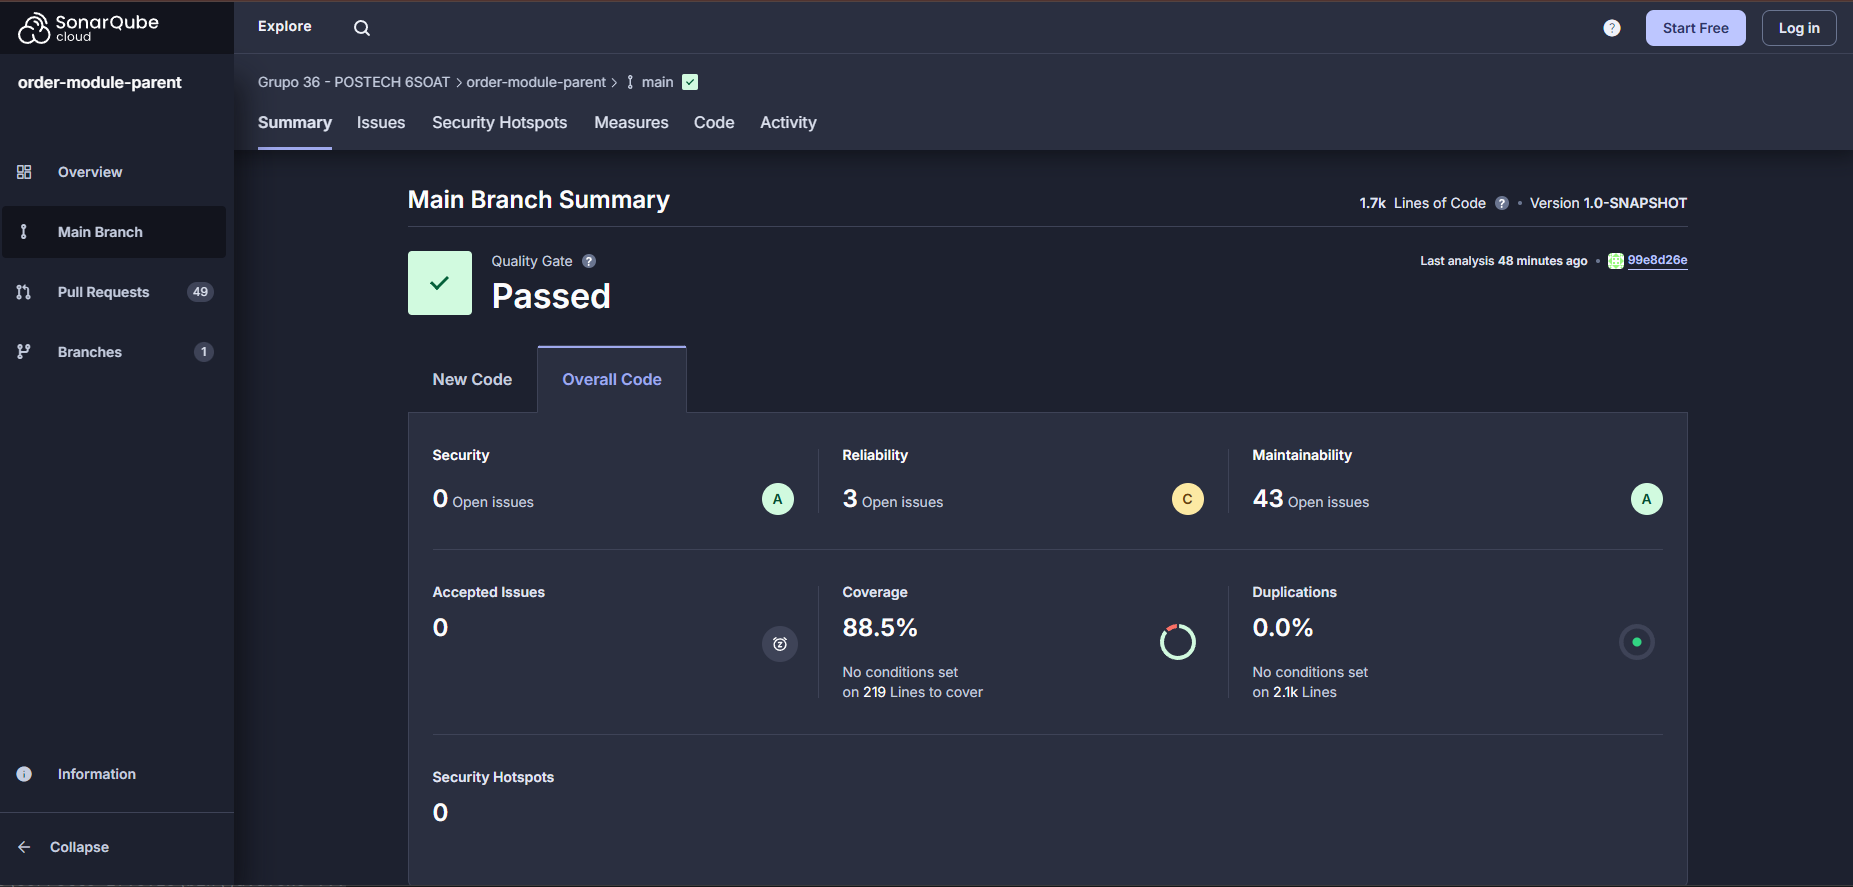 SonarQube
cloud
Explore
?
Start Free
Log in
order-module-parent
Grupo 36 - POSTECH 6SOAT > order-module-parent > main
Summary
Issues
Security Hotspots
Measures
Code
Activity
Overview
Main Branch
Pull Requests 49
Branches 1
Information
Collapse
Main Branch Summary
1.7k Lines of Code ? • Version 1.0-SNAPSHOT
Quality Gate ?
Passed
Last analysis 48 minutes ago • 99e8d26e
New Code
Overall Code
Security
0 Open issues
A
Reliability
3 Open issues
C
Maintainability
43 Open issues
A
Accepted Issues
0
Coverage
88.5%
No conditions set
on 219 Lines to cover
Duplications
0.0%
No conditions set
on 2.1k Lines
Security Hotspots
0